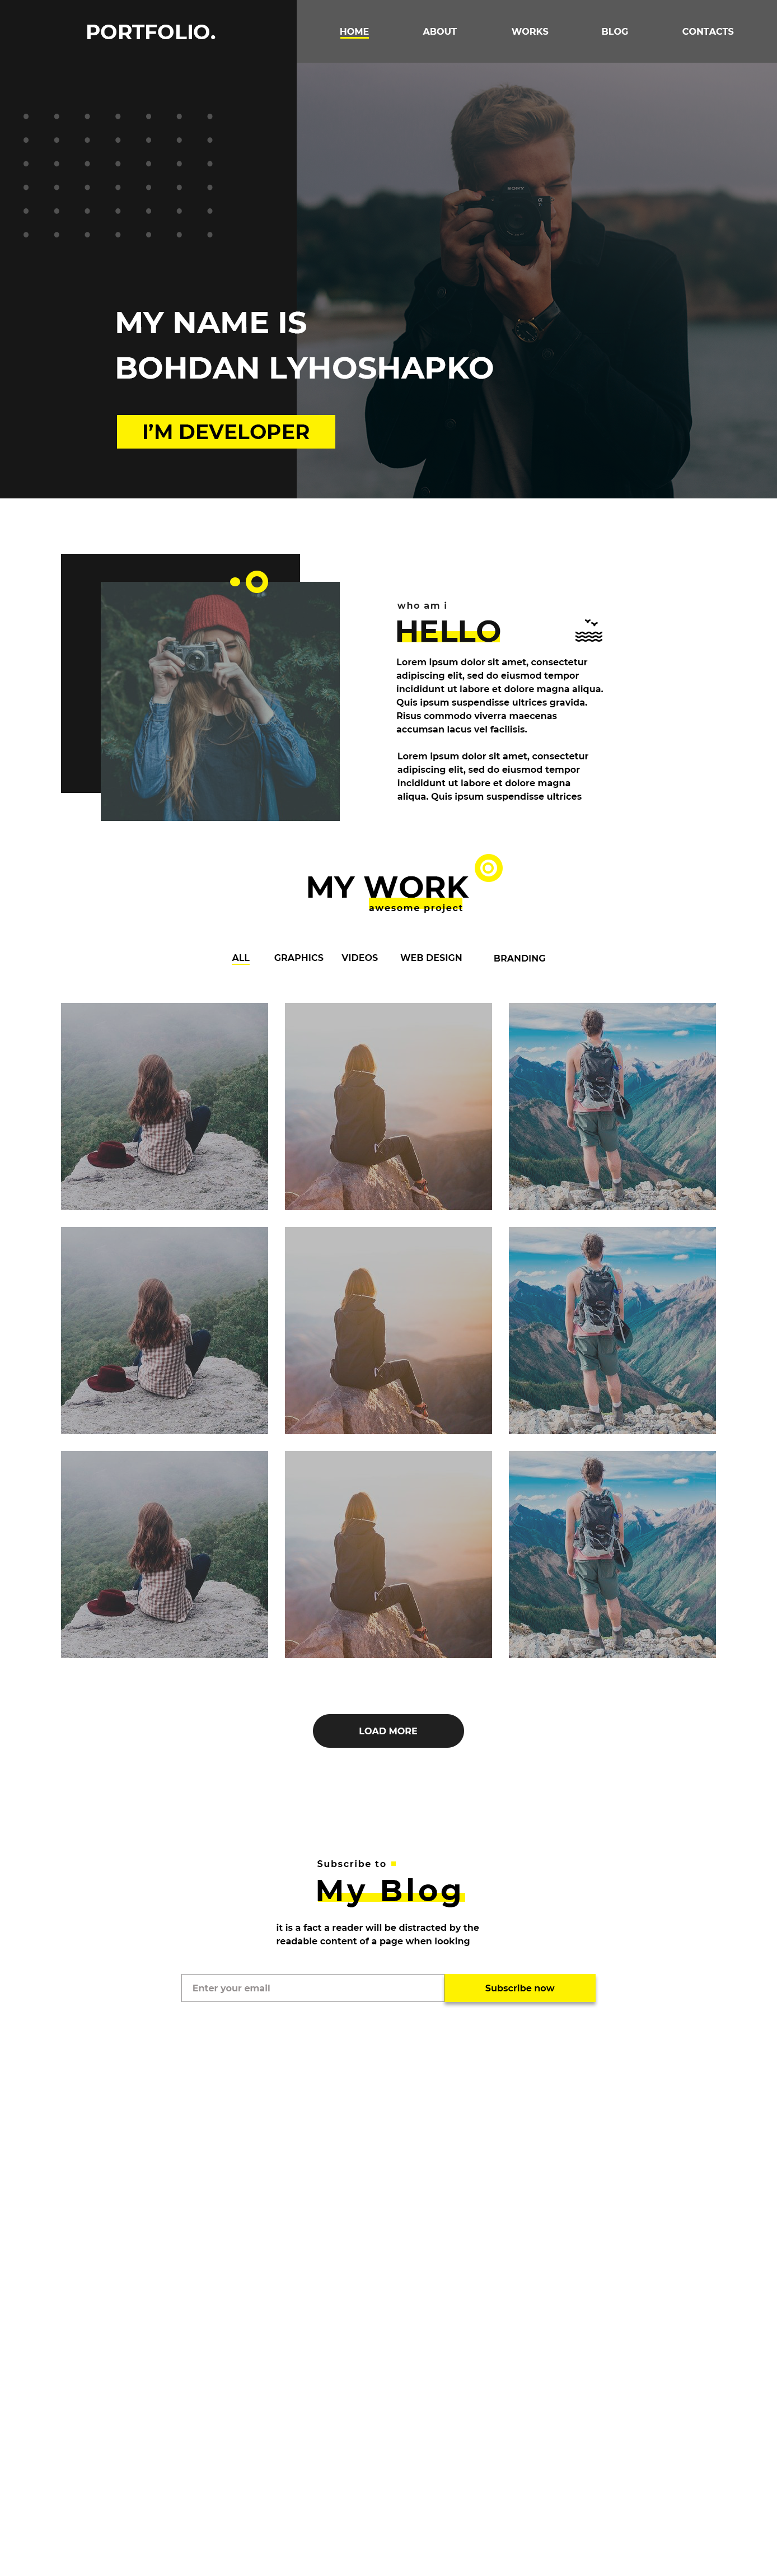 PORTFOLIO.
HOME ABOUT WORKS BLOG CONTACTS
SONY
MY NAME IS
BOHDAN LYHOSHAPKO
I’M DEVELOPER
who am i
HELLO
Lorem ipsum dolor sit amet, consectetur
adipiscing elit, sed do eiusmod tempor
incididunt ut labore et dolore magna aliqua.
Quis ipsum suspendisse ultrices gravida.
Risus commodo viverra maecenas
accumsan lacus vel facilisis.
Lorem ipsum dolor sit amet, consectetur
adipiscing elit, sed do eiusmod tempor
incididunt ut labore et dolore magna
aliqua. Quis ipsum suspendisse ultrices
MY WORK
awesome project
ALL GRAPHICS VIDEOS WEB DESIGN BRANDING
LOAD MORE
Subscribe to
My Blog
it is a fact a reader will be distracted by the
readable content of a page when looking
Enter your email
Subscribe now